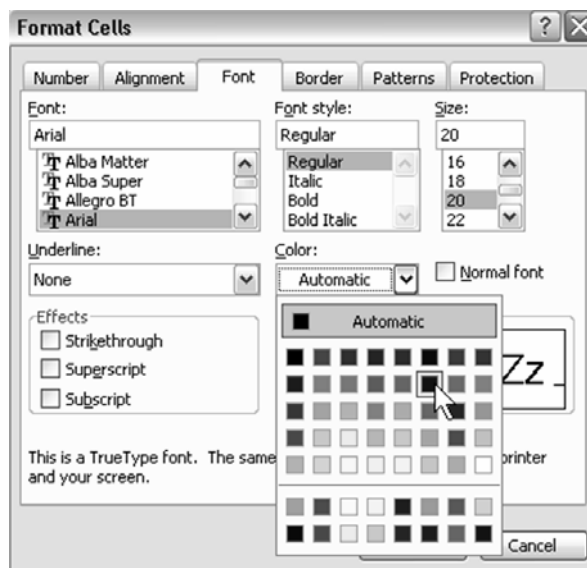 Format Cells
Number Alignment Font Border Patterns Protection
Font: Font style: Size:
Arial Regular 20
Alba Matter Regular 16
Alba Super Italic 18
Allegro BT Bold 20
Arial Bold Italic 22
Underline: Color:
None Automatic Normal font
Effects Automatic
Strikethrough
Superscript Zz
Subscript
This is a TrueType font. The same printer
and your screen.
Cancel